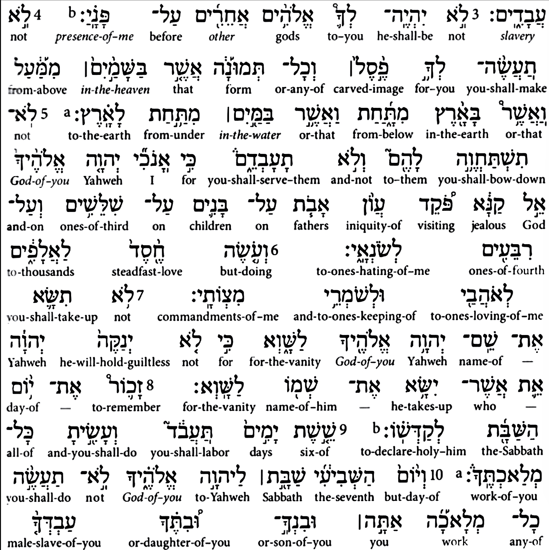 עֲבָדִֽ֑ים׃ 3 לֹ֣א יִהְיֶֽה־ לְךָ֛֩ אֱלֹהִ֥֨ים אֲחֵרִ֖֜ים עַל־ פָּנָֽ֗יַ׃ b 4 לֹ֣א
not presence-of-me before other gods to-you he-shall-be not slavery
תַֽעֲשֶׂ֨ה־ לְךָ֥֣ פֶ֣֙סֶל֙׀ וְכָל־ תְּמוּנָ֡֔ה אֲשֶׁ֤֣ר בַּשָּׁמַ֣֙יִם֙׀ מִמַּ֡֔עַל
from-above in-the-heaven that form or-any-of carved-image for-you you-shall-make
וַֽאֲשֶׁ֥ר֩ בָּאָ֖֨רֶץ מִתַָּ֑֜חַת וַאֲשֶׁ֥ר בַּמַּ֖֣יִם׀ מִתַּ֥חַת לָאָֽ֗רֶץ׃ a 5 לֹֽא־
not to-the-earth from-under in-the-water or-that from-below in-the-earth or-that
תִשְׁתַּחְוֶ֥֣ה לָהֶ֖ם֮ וְלֹ֣א תָעָבְדֵ֑ם֒ כִּ֣י אָֽנֹכִ֞י יְהוָ֤ה אֱלֹהֶ֙יךָ֙
God-of-you Yahweh I for you-shall-serve-them and-not to-them you-shall-bow-down
אֵ֣ל קַנָּ֔א פֹּ֠קֵד עֲוֺ֨ן אָבֹ֧ת עַל־ בָּנִ֛ים עַל־ שִׁלֵּשִׁ֥ים וְעַל־
and-on ones-of-third on children on fathers iniquity-of visiting jealous God
רִבֵּעִ֖ים לְשֹׂנְאָֽ֑י׃ 6 וְעֹ֥֤שֶׂה חֶ֖֙סֶד֙ לַאֲלָפִ֑֔ים
to-thousands steadfast-love but-doing to-ones-hating-of-me ones-of-fourth
לְאֹהֲבַ֖י וּלְשֹׁמְרֵ֥י מִצְוֺתָֽי׃ 7 לֹ֥א תִשָּׂ֛א
you-shall-take-up not commandments-of-me and-to-ones-keeping-of to-ones-loving-of-me
אֶת־ שֵֽׁם־ יְהוָ֥ה אֱלֹהֶ֖יךָ לַשָּׁ֑וְא כִּ֣י לֹ֤א יְנַקֶּה֙ יְהוָ֔ה
Yahweh he-will-hold-guiltless not for for-the-vanity God-of-you Yahweh name-of —
אֵ֛ת אֲשֶׁר־ יִשָּׂ֥א אֶת־ שְׁמ֖וֹ לַשָּֽׁוְא׃ 8 זָכ֛וֹר֩ אֶת־ י֥֨וֹם
day-of — to-remember for-the-vanity name-of-him — he-takes-up who —
הַשַּׁבָּ֖֜ת לְקַדְּשֽׁ֗וֹ׃ b 9 שֵׁ֤֣שֶׁת יָמִ֙ים֙ תַּֽעֲבֹ֔ד֮ וְעָשִׂ֖֣יתָ כָּל־
all-of and-you-shall-do you-shall-labor days six-of to-declare-holy-him the-Sabbath
מְלַאכְתֶּֽךָ֒׃ a 10 וְי֙וֹם֙ הַשְּׁבִיעִ֔֜י שַׁבָּ֖֣ת׀ לַיהוָ֣ה אֱלֹהֶ֑֗יךָ לֹֽ֣א־ תַעֲשֶׂ֣֨ה
you-shall-do not God-of-you to-Yahweh Sabbath the-seventh but-day-of work-of-you
כָל־ מְלָאכָ֡֜ה אַתָּ֣ה׀ וּבִנְךָֽ֣־ וּ֠בִתֶּ֗ךָ עַבְדְּךָ֤֨
male-slave-of-you or-daughter-of-you or-son-of-you you work any-of